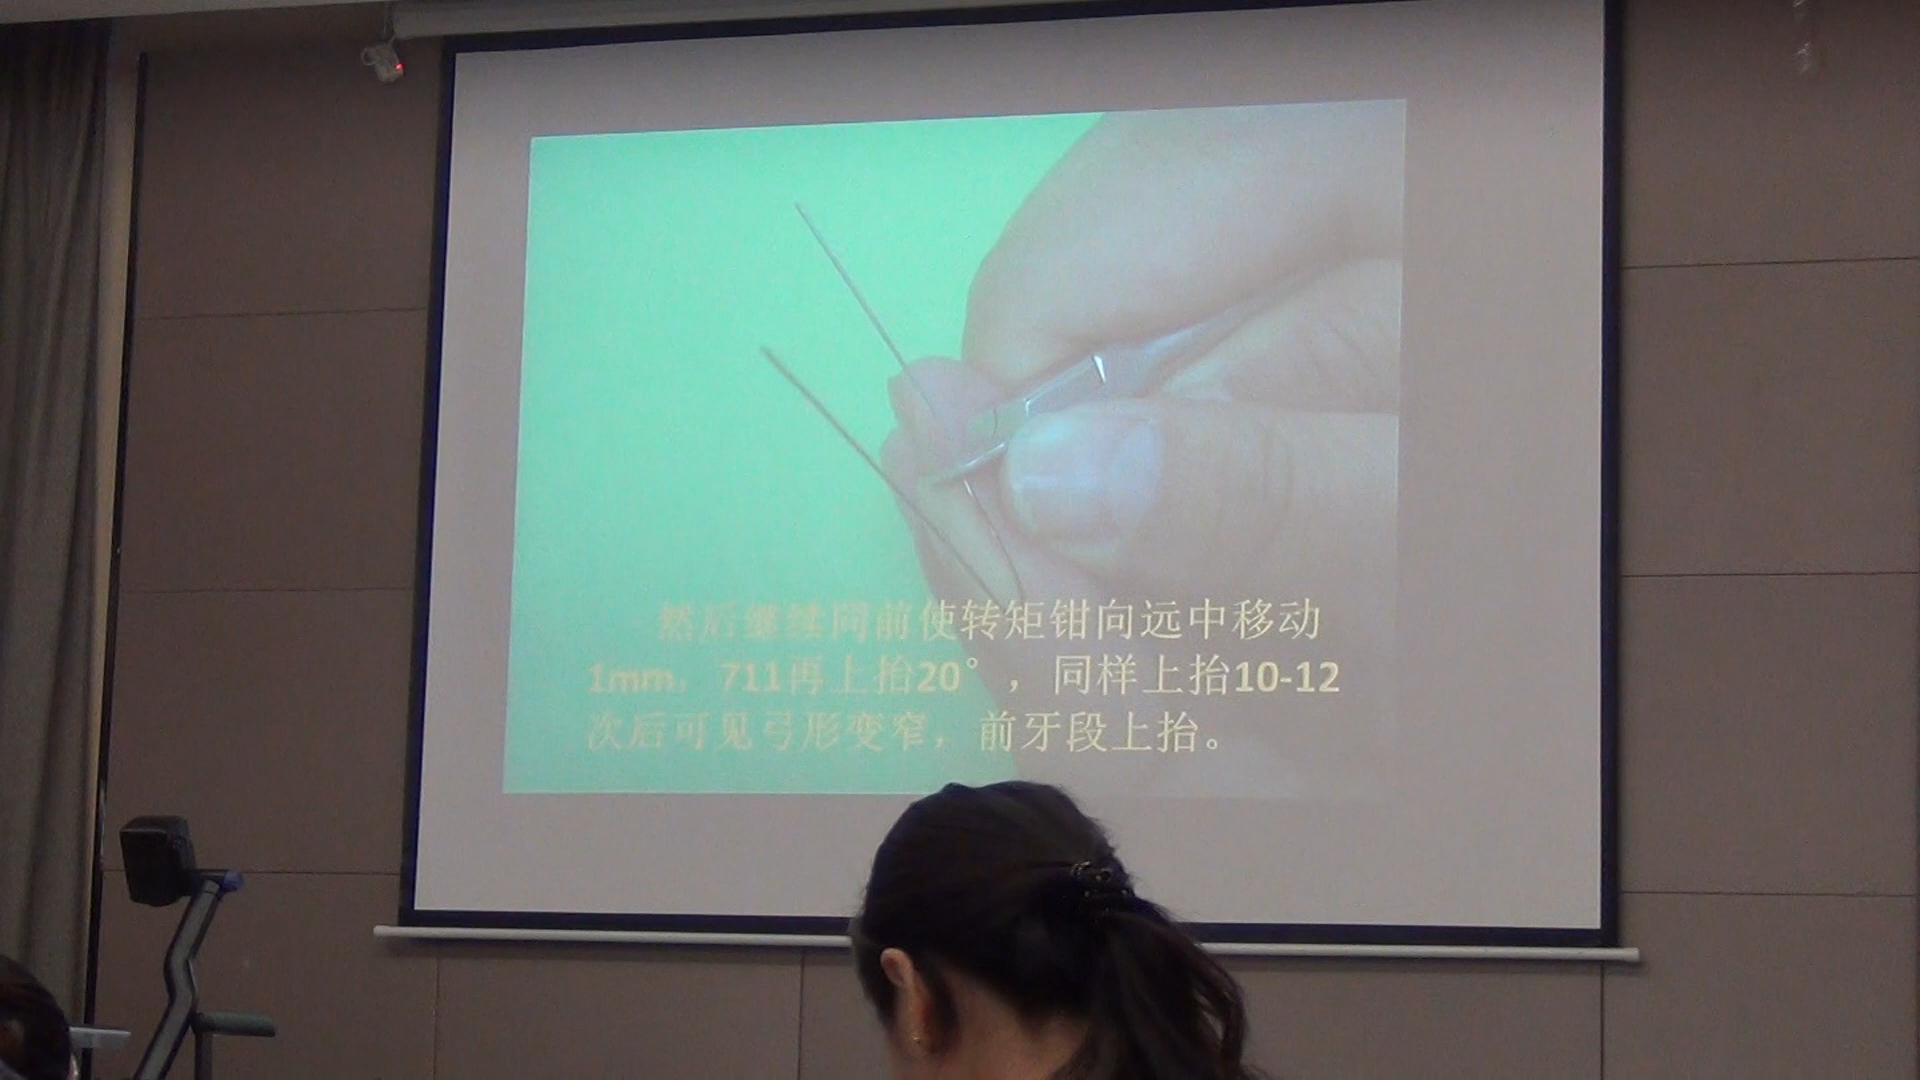 然后继续同前使转矩钳向远中移动
1mm，711再上抬20°，同样上抬10-12
次后可见弓形变窄，前牙段上抬。